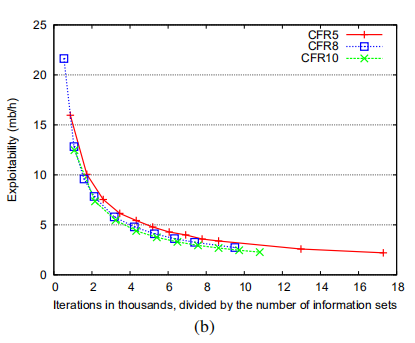 25
20
15
10
5
0
Exploitability (mb/h)
CFR5
CFR8
CFR10
0 2 4 6 8 10 12 14 16 18
Iterations in thousands, divided by the number of information sets
(b)